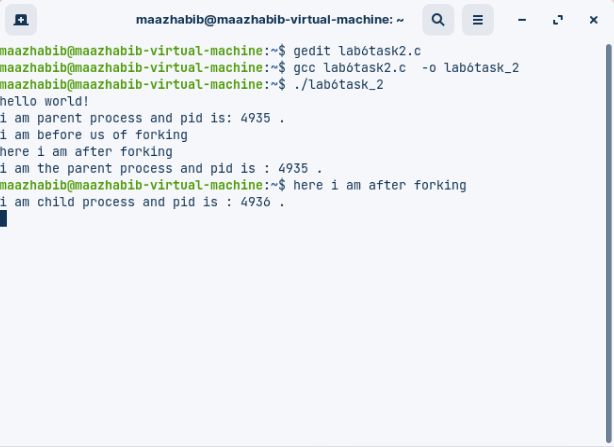 maazhabib@maazhabib-virtual-machine: ~
maazhabib@maazhabib-virtual-machine:~$ gedit lab6task2.c
maazhabib@maazhabib-virtual-machine:~$ gcc lab6task2.c  -o lab6task_2
maazhabib@maazhabib-virtual-machine:~$ ./lab6task_2
hello world!
i am parent process and pid is: 4935 .
i am before us of forking
here i am after forking
i am the parent process and pid is : 4935 .
maazhabib@maazhabib-virtual-machine:~$ here i am after forking
i am child process and pid is : 4936 .